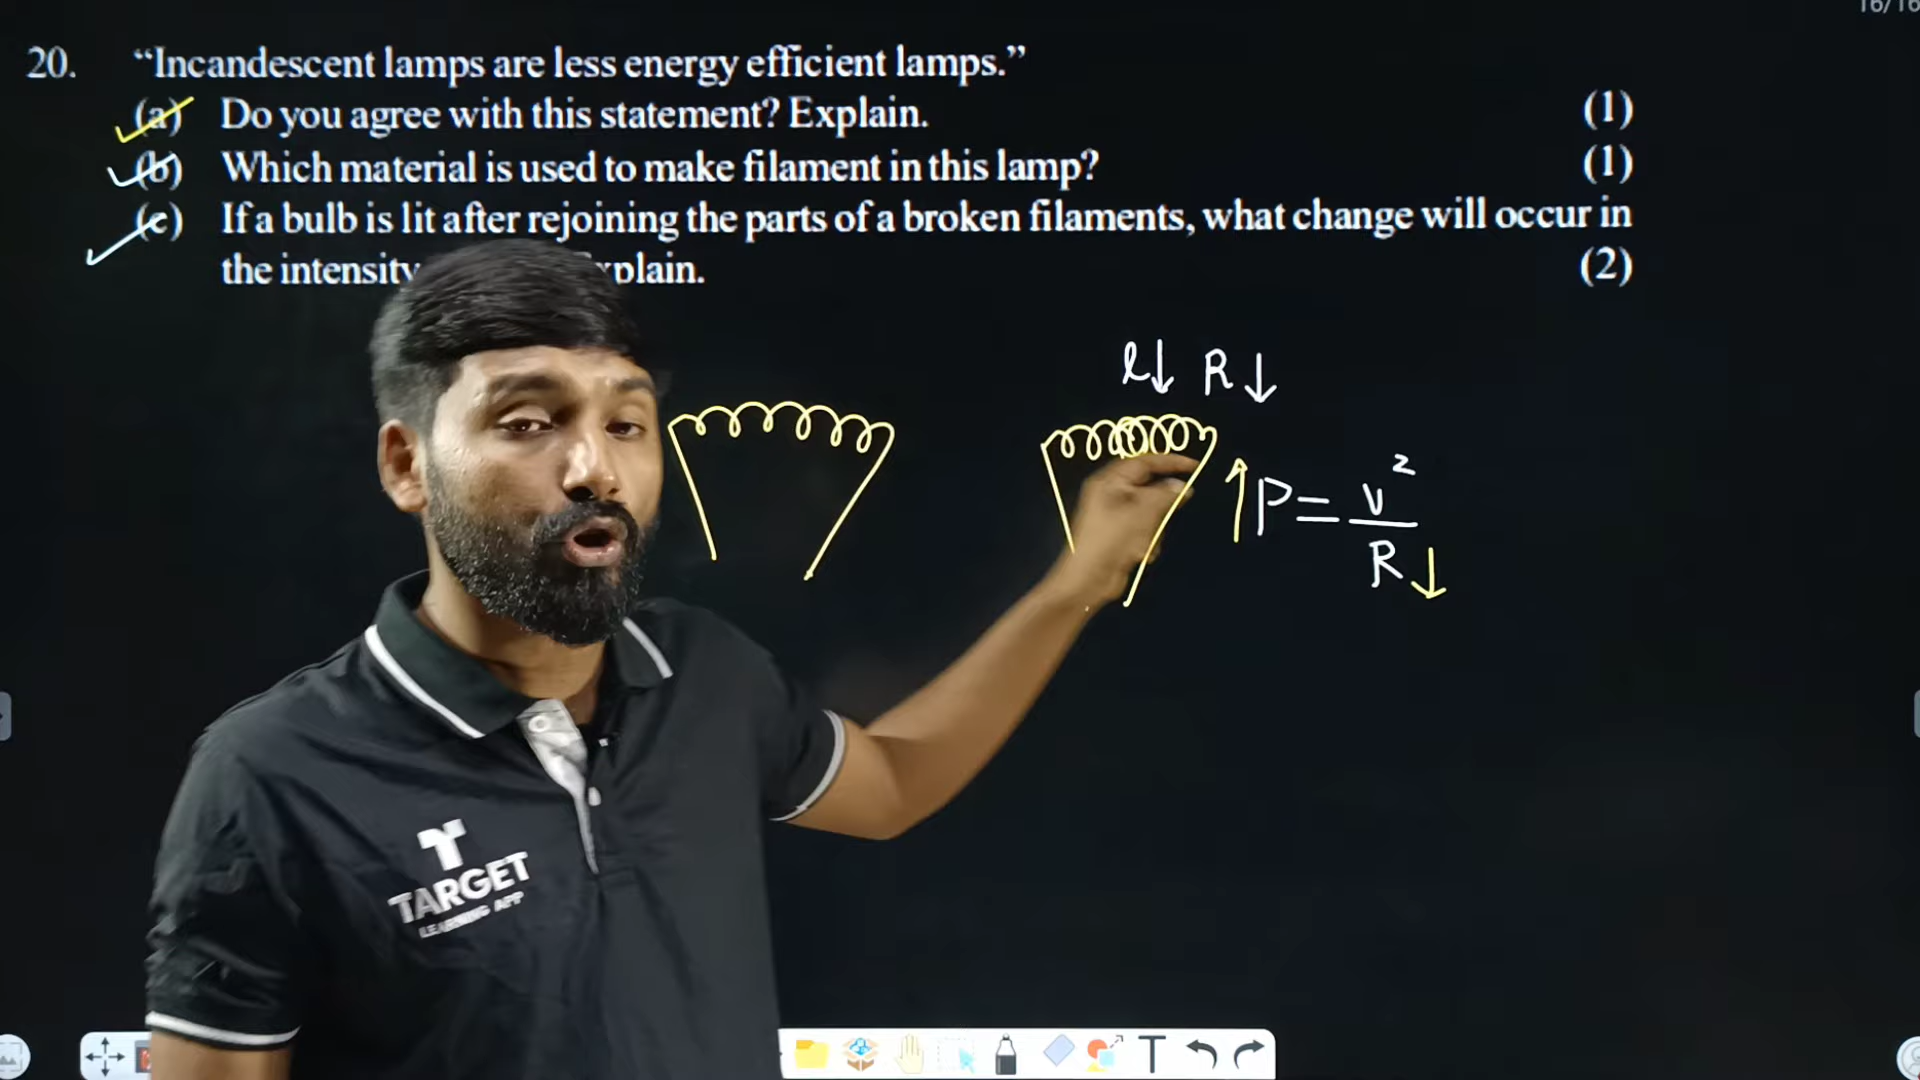 16/16
20. “Incandescent lamps are less energy efficient lamps.”
(a) Do you agree with this statement? Explain. (1)
(b) Which material is used to make filament in this lamp? (1)
(c) If a bulb is lit after rejoining the parts of a broken filaments, what change will occur in
the intensity xplain. (2)
l↓ R↓
↑P = v²/R↓
TARGET
LEARNING APP
T